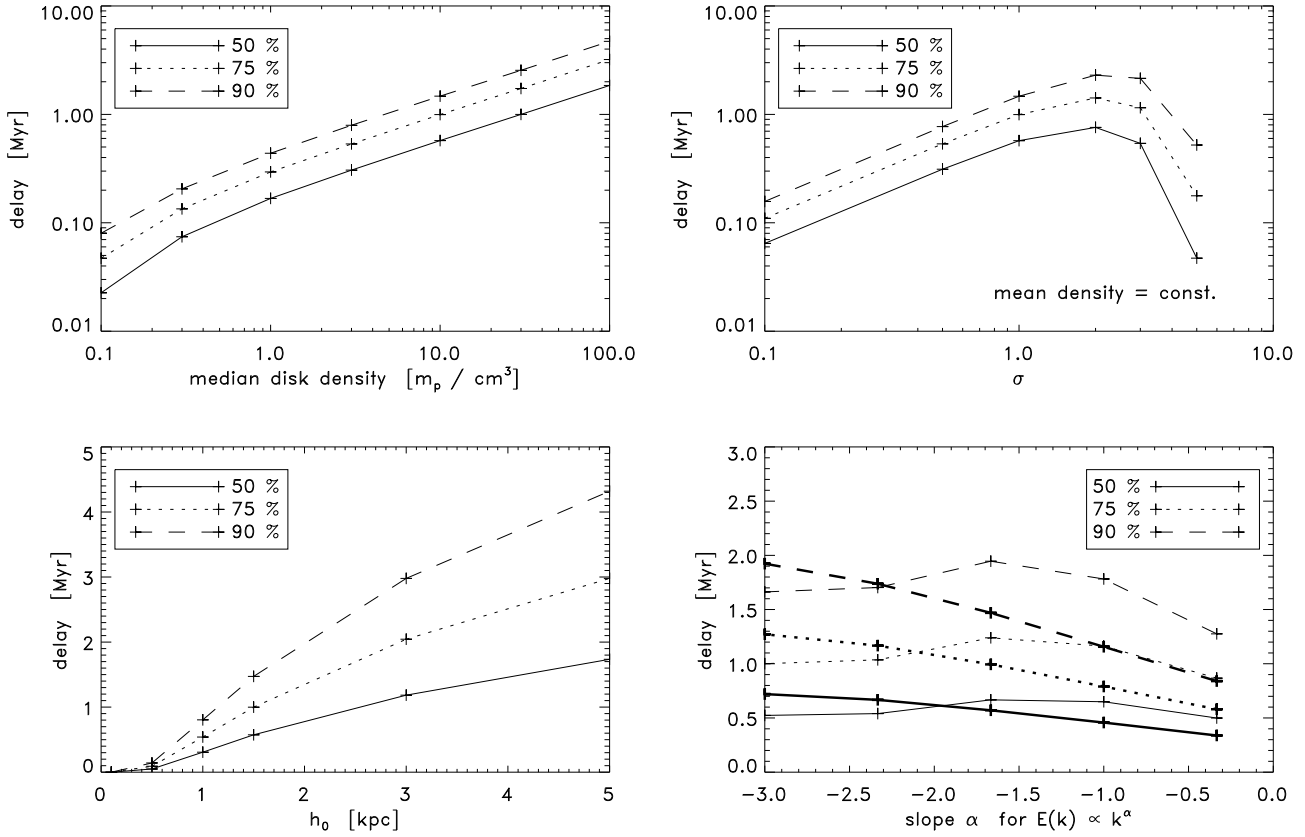 10.00
1.00
0.10
0.01
delay [Myr]
50 %
75 %
90 %
0.1 1.0 10.0 100.0
median disk density [m_p / cm^3]
10.00
1.00
0.10
0.01
delay [Myr]
50 %
75 %
90 %
mean density = const.
0.1 1.0 10.0
σ
5
4
3
2
1
0
delay [Myr]
50 %
75 %
90 %
0 1 2 3 4 5
h_0 [kpc]
3.0
2.5
2.0
1.5
1.0
0.5
0.0
delay [Myr]
50 %
75 %
90 %
-3.0 -2.5 -2.0 -1.5 -1.0 -0.5 0.0
slope α for E(k) ∝ k^α